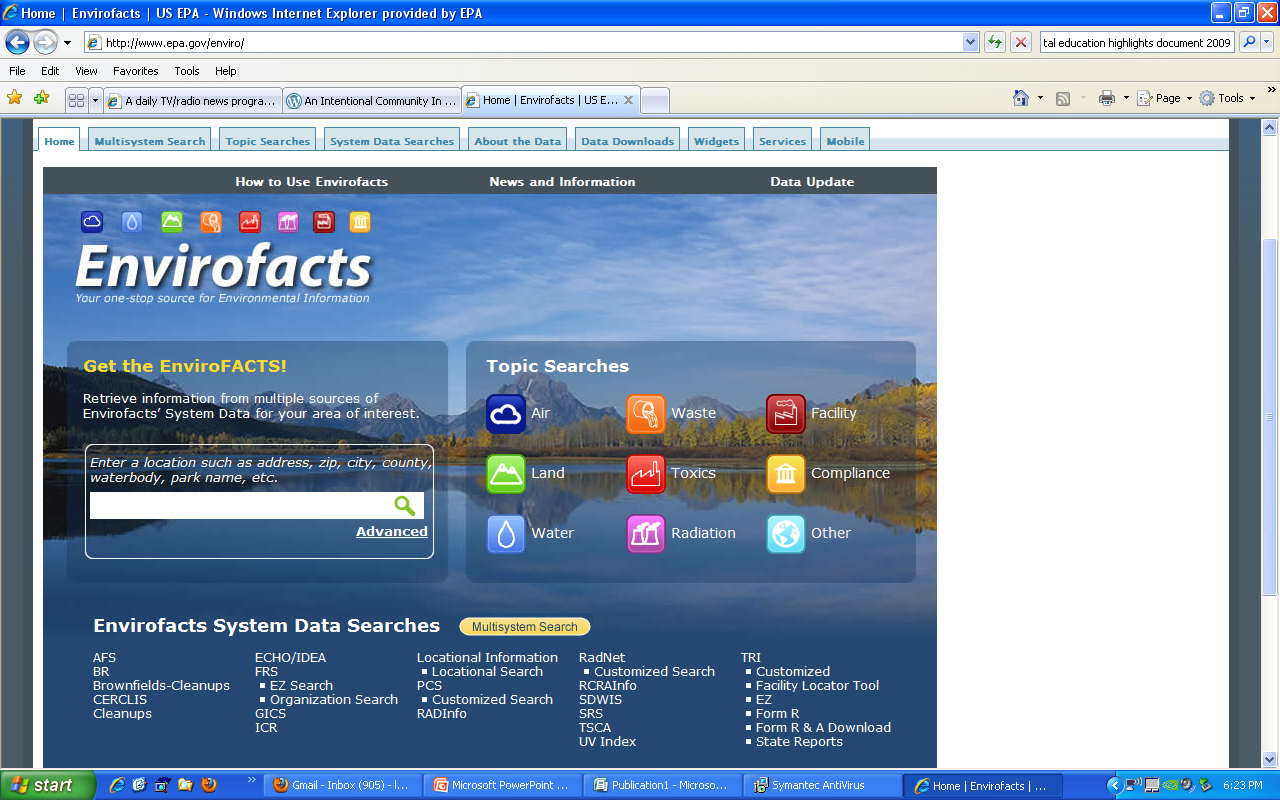 Home | Envirofacts | US EPA - Windows Internet Explorer provided by EPA
http://www.epa.gov/enviro/
tal education highlights document 2009
File Edit View Favorites Tools Help
A daily TV/radio news progra... An Intentional Community In ... Home | Envirofacts | US E... Page Tools
Home Multisystem Search Topic Searches System Data Searches About the Data Data Downloads Widgets Services Mobile
How to Use Envirofacts News and Information Data Update
Envirofacts
Your one-stop source for Environmental Information
Get the EnviroFACTS!
Retrieve information from multiple sources of
Envirofacts' System Data for your area of interest.
Enter a location such as address, zip, city, county,
waterbody, park name, etc.
Advanced
Topic Searches
Air Waste Facility
Land Toxics Compliance
Water Radiation Other
Envirofacts System Data Searches Multisystem Search
AFS
BR
Brownfields-Cleanups
CERCLIS
Cleanups
ECHO/IDEA
FRS
EZ Search
Organization Search
GICS
ICR
Locational Information
Locational Search
PCS
Customized Search
RADInfo
RadNet
Customized Search
RCRAInfo
SDWIS
SRS
TSCA
UV Index
TRI
Customized
Facility Locator Tool
EZ
Form R
Form R & A Download
State Reports
start Gmail - Inbox (905) - l... Microsoft PowerPoint ... Publication1 - Microso... Symantec AntiVirus Home | Envirofacts | ... 6:23 PM